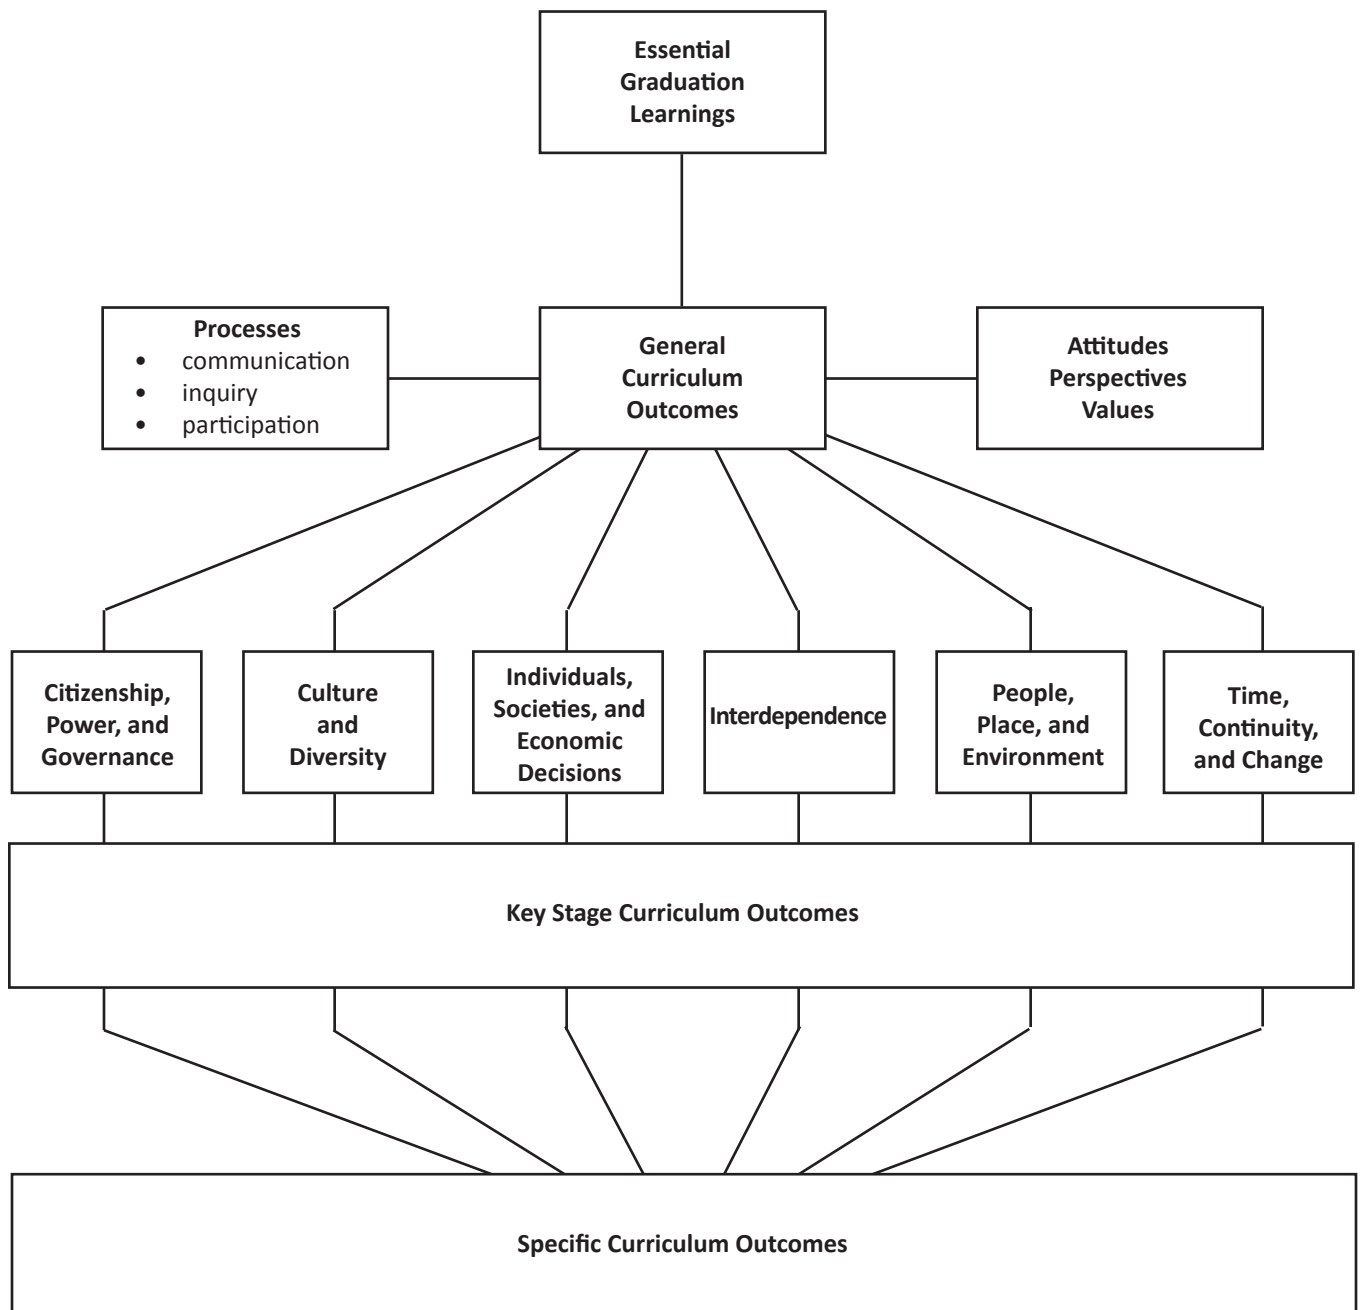 Essential
Graduation
Learnings
Processes
• communication
• inquiry
• participation
General
Curriculum
Outcomes
Attitudes
Perspectives
Values
Citizenship,
Power, and
Governance
Culture
and
Diversity
Individuals,
Societies, and
Economic
Decisions
Interdependence
People,
Place, and
Environment
Time,
Continuity,
and Change
Key Stage Curriculum Outcomes
Specific Curriculum Outcomes